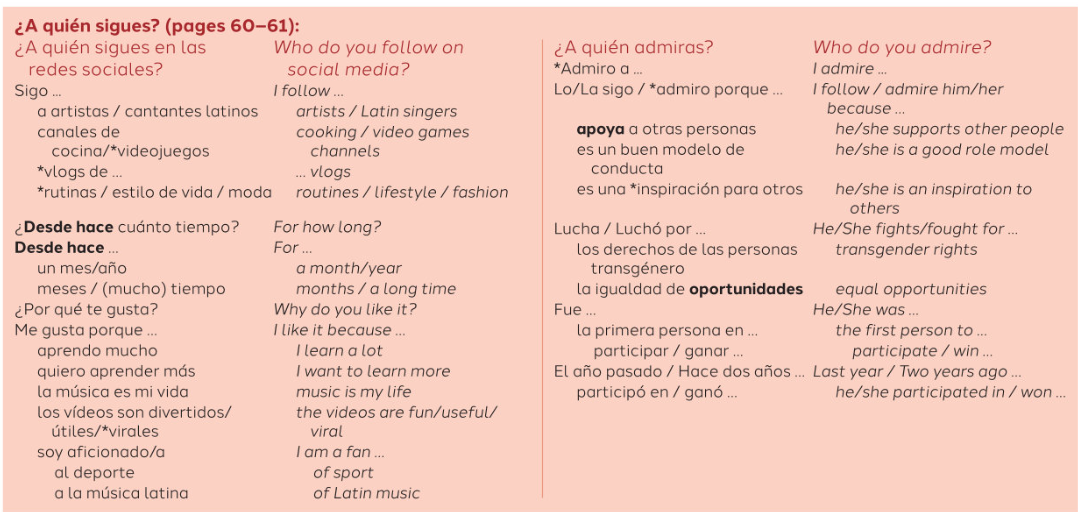 ¿A quién sigues? (pages 60–61):
¿A quién sigues en las redes sociales?
Who do you follow on social media?
Sigo ...
I follow ...
a artistas / cantantes latinos
artists / Latin singers
canales de cocina/*videojuegos
cooking / video games channels
*vlogs de ...
... vlogs
*rutinas / estilo de vida / moda
routines / lifestyle / fashion
¿Desde hace cuánto tiempo?
For how long?
Desde hace ...
For ...
un mes/año
a month/year
meses / (mucho) tiempo
months / a long time
¿Por qué te gusta?
Why do you like it?
Me gusta porque ...
I like it because ...
aprendo mucho
I learn a lot
quiero aprender más
I want to learn more
la música es mi vida
music is my life
los vídeos son divertidos/ útiles/*virales
the videos are fun/useful/ viral
soy aficionado/a
I am a fan ...
al deporte
of sport
a la música latina
of Latin music
¿A quién admiras?
Who do you admire?
*Admiro a ...
I admire ...
Lo/La sigo / *admiro porque ...
I follow / admire him/her because ...
apoya a otras personas
he/she supports other people
es un buen modelo de conducta
he/she is a good role model
es una *inspiración para otros
he/she is an inspiration to others
Lucha / Luchó por ...
He/She fights/fought for ...
los derechos de las personas transgénero
transgender rights
la igualdad de oportunidades
equal opportunities
Fue ...
He/She was ...
la primera persona en ...
the first person to ...
participar / ganar ...
participate / win ...
El año pasado / Hace dos años ...
Last year / Two years ago ...
participó en / ganó ...
he/she participated in / won ...